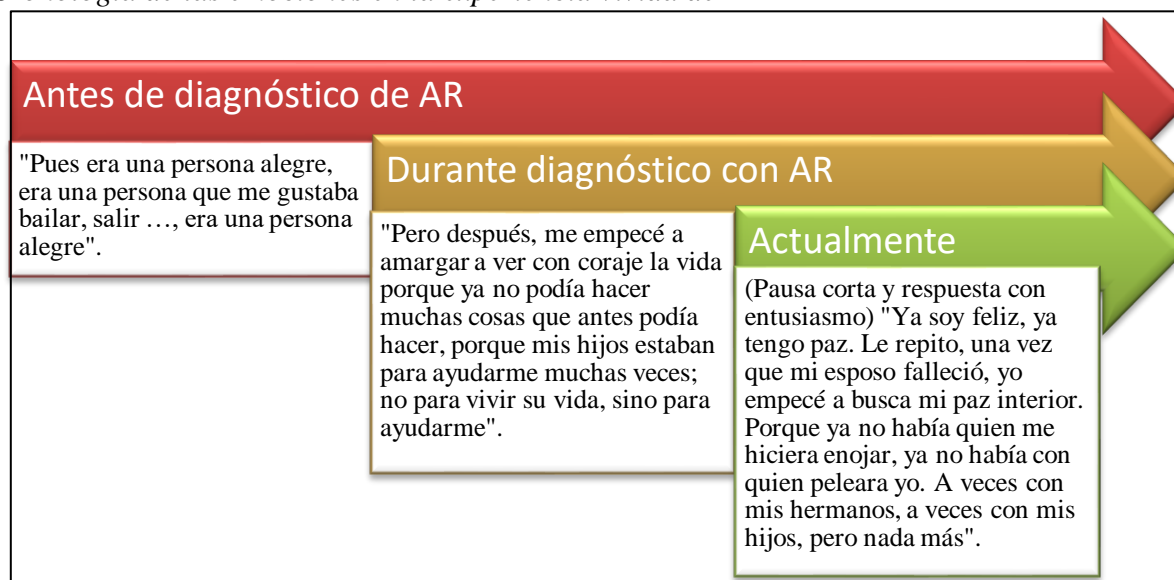 Antes de diagnóstico de AR
"Pues era una persona alegre,
era una persona que me gustaba
bailar, salir …, era una persona
alegre".
Durante diagnóstico con AR
"Pero después, me empecé a
amargar a ver con coraje la vida
porque ya no podía hacer
muchas cosas que antes podía
hacer, porque mis hijos estaban
para ayudarme muchas veces;
no para vivir su vida, sino para
ayudarme".
Actualmente
(Pausa corta y respuesta con
entusiasmo) "Ya soy feliz, ya
tengo paz. Le repito, una vez
que mi esposo falleció, yo
empecé a busca mi paz interior.
Porque ya no había quien me
hiciera enojar, ya no había con
quien peleara yo. A veces con
mis hermanos, a veces con mis
hijos, pero nada más".